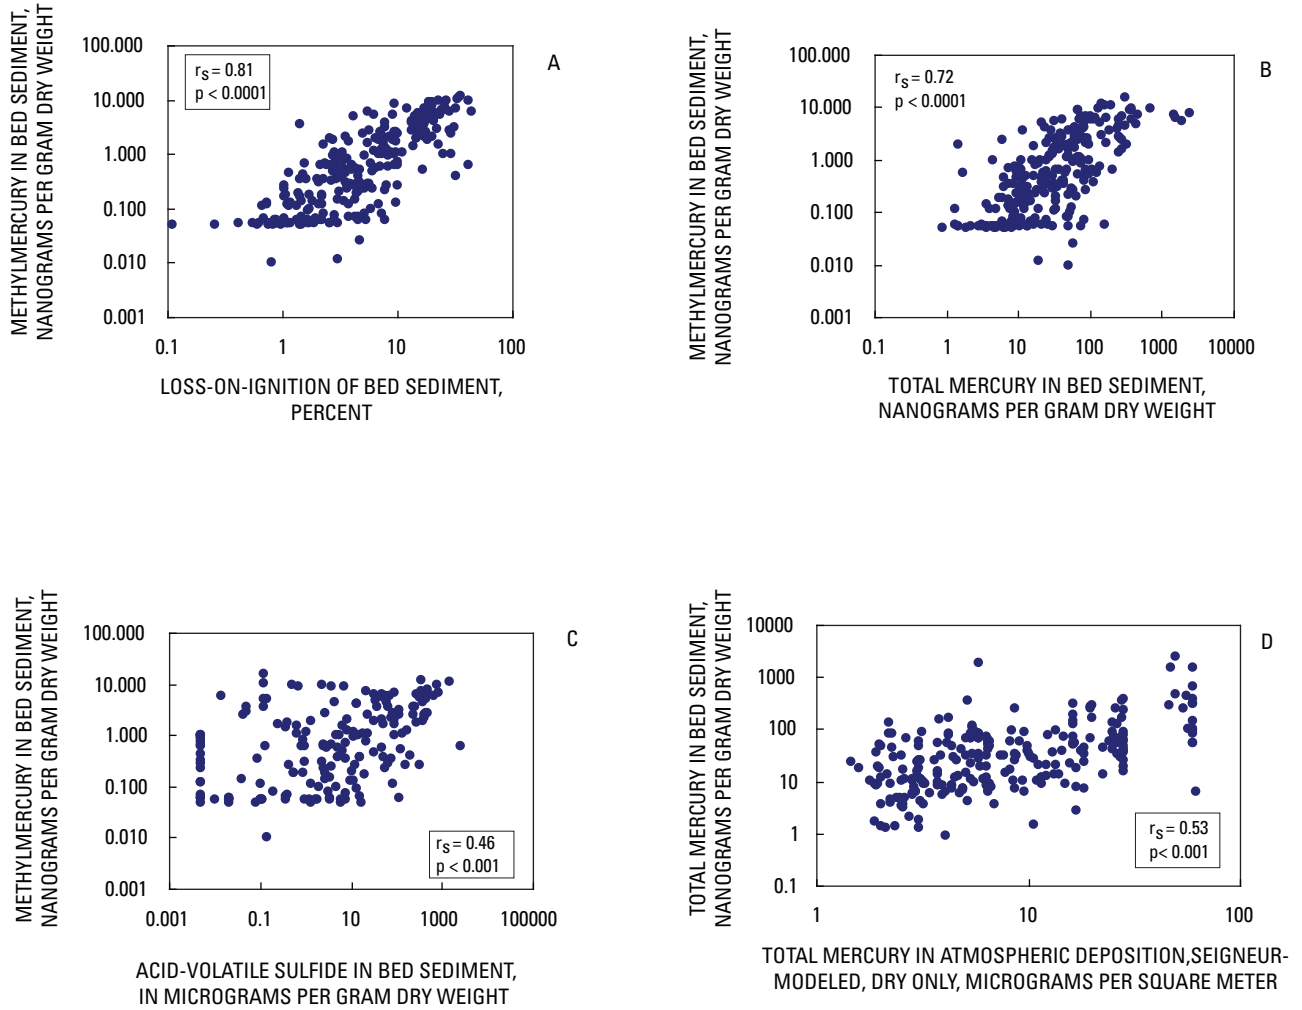 METHYLMERCURY IN BED SEDIMENT,
NANOGRAMS PER GRAM DRY WEIGHT
100.000
10.000
1.000
0.100
0.010
0.001
rs = 0.81
p < 0.0001
A
0.1
1
10
100
LOSS-ON-IGNITION OF BED SEDIMENT,
PERCENT
METHYLMERCURY IN BED SEDIMENT,
NANOGRAMS PER GRAM DRY WEIGHT
100.000
10.000
1.000
0.100
0.010
0.001
rs = 0.72
p < 0.0001
B
0.1
1
10
100
1000
10000
TOTAL MERCURY IN BED SEDIMENT,
NANOGRAMS PER GRAM DRY WEIGHT
METHYLMERCURY IN BED SEDIMENT,
NANOGRAMS PER GRAM DRY WEIGHT
100.000
10.000
1.000
0.100
0.010
0.001
C
rs = 0.46
p < 0.001
0.001
0.1
10
1000
100000
ACID-VOLATILE SULFIDE IN BED SEDIMENT,
IN MICROGRAMS PER GRAM DRY WEIGHT
TOTAL MERCURY IN BED SEDIMENT,
NANOGRAMS PER GRAM DRY WEIGHT
10000
1000
100
10
1
0.1
D
rs = 0.53
p< 0.001
1
10
100
TOTAL MERCURY IN ATMOSPHERIC DEPOSITION,SEIGNEUR-
MODELED, DRY ONLY, MICROGRAMS PER SQUARE METER